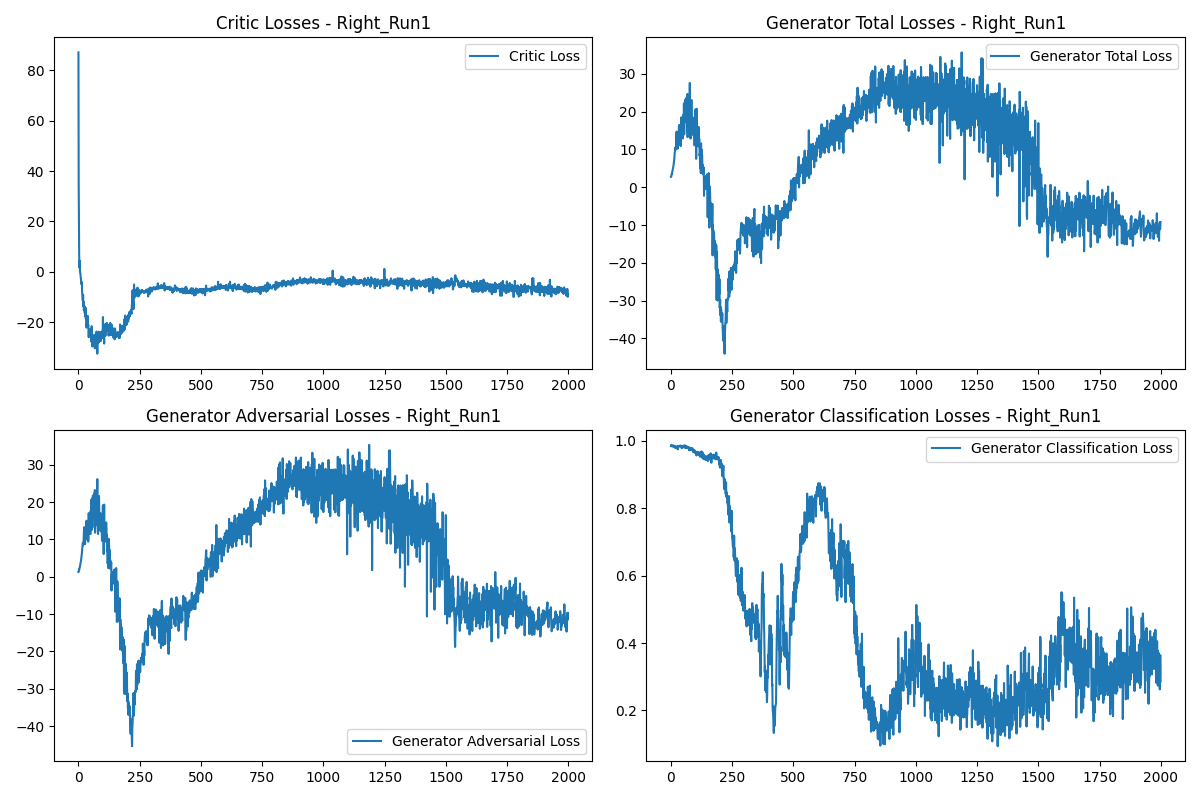 Critic Losses - Right_Run1
Critic Loss
80
60
40
20
0
−20
0 250 500 750 1000 1250 1500 1750 2000
Generator Total Losses - Right_Run1
Generator Total Loss
30
20
10
0
−10
−20
−30
−40
0 250 500 750 1000 1250 1500 1750 2000
Generator Adversarial Losses - Right_Run1
30
20
10
0
−10
−20
−30
−40
Generator Adversarial Loss
0 250 500 750 1000 1250 1500 1750 2000
Generator Classification Losses - Right_Run1
Generator Classification Loss
1.0
0.8
0.6
0.4
0.2
0 250 500 750 1000 1250 1500 1750 2000